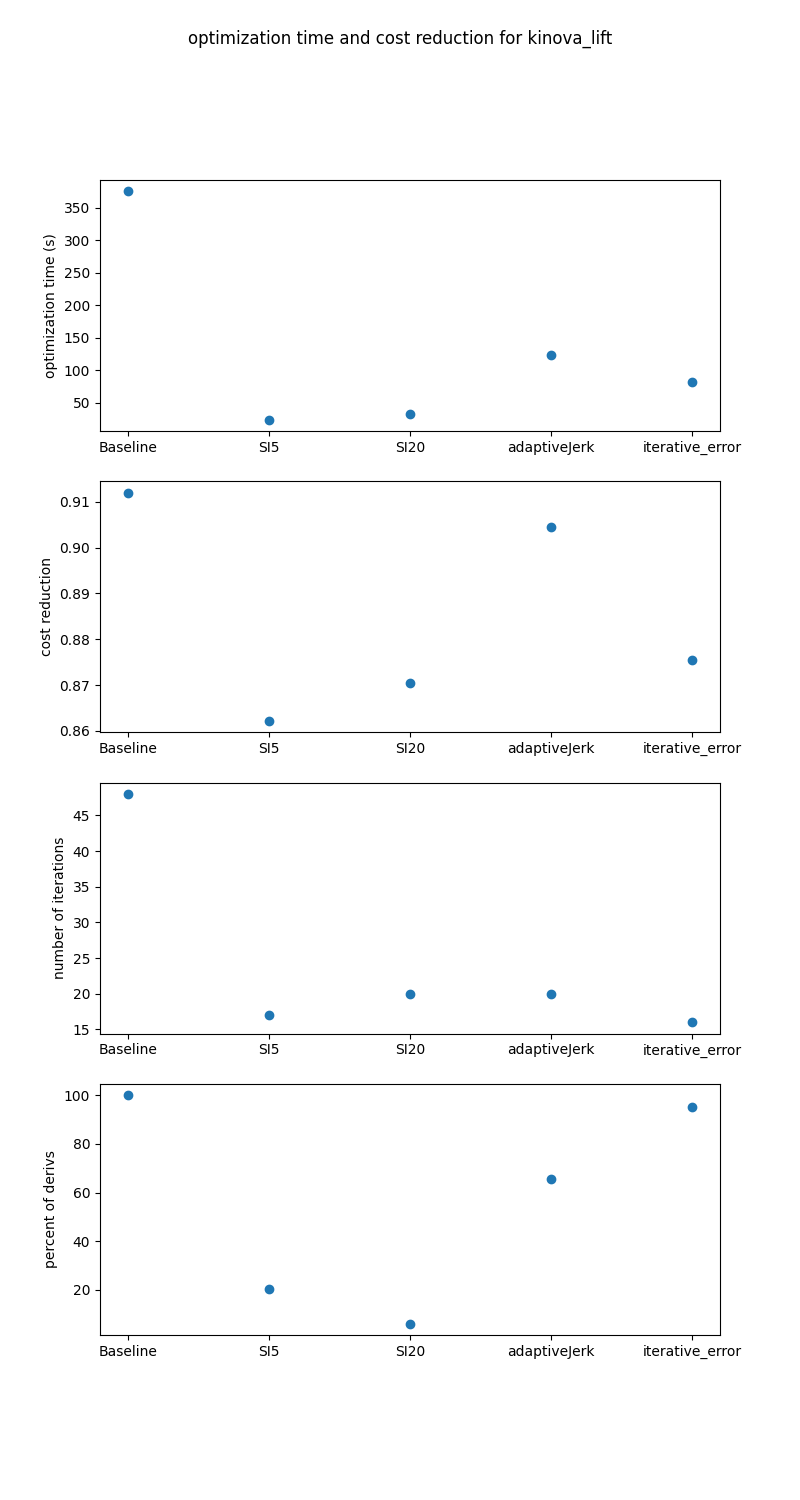 optimization time and cost reduction for kinova_lift
350
300
250
200
150
100
50
optimization time (s)
Baseline SI5 SI20 adaptiveJerk iterative_error
0.91
0.90
0.89
0.88
0.87
0.86
cost reduction
Baseline SI5 SI20 adaptiveJerk iterative_error
45
40
35
30
25
20
15
number of iterations
Baseline SI5 SI20 adaptiveJerk iterative_error
100
80
60
40
20
percent of derivs
Baseline SI5 SI20 adaptiveJerk iterative_error